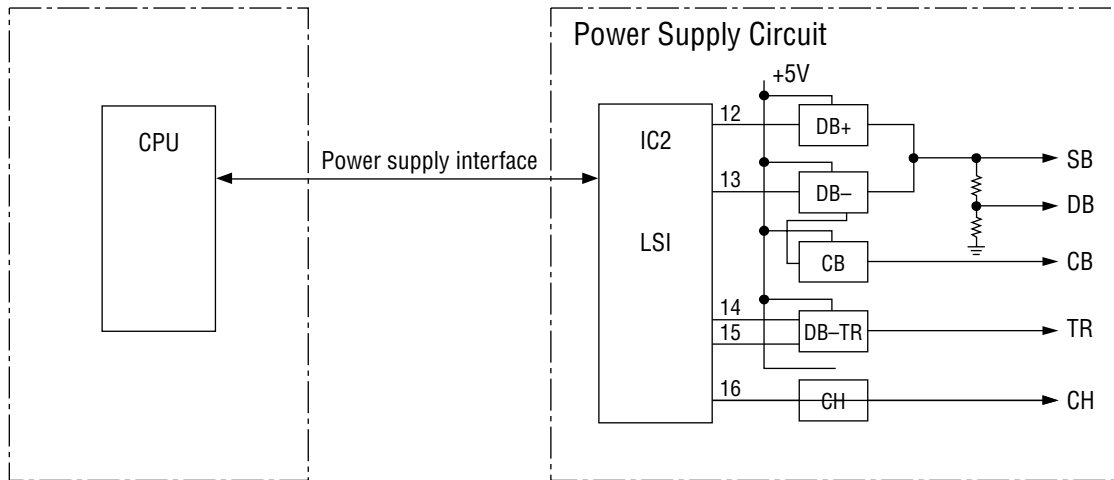 Power Supply Circuit
+5V
CPU
Power supply interface
IC2
LSI
12
DB+
13
DB–
CB
14
15
DB–TR
16
CH
SB
DB
CB
TR
CH